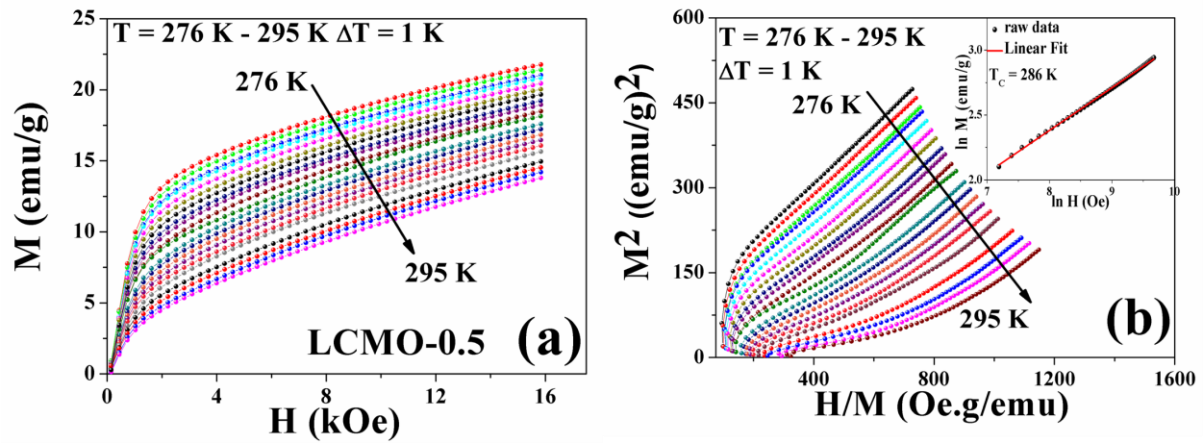 T = 276 K - 295 K ΔT = 1 K
(a)
276 K
295 K
LCMO-0.5
M (emu/g)
25
20
15
10
5
0
0 4 8 12 16
H (kOe)
T = 276 K - 295 K
ΔT = 1 K
276 K
295 K
(b)
M² ((emu/g)²)
600
450
300
150
0
400 800 1200 1600
H/M (Oe.g/emu)
raw data
Linear Fit
T_C = 286 K
ln M (emu/g)
3.0
2.5
2.0
7 8 9 10
ln H (Oe)